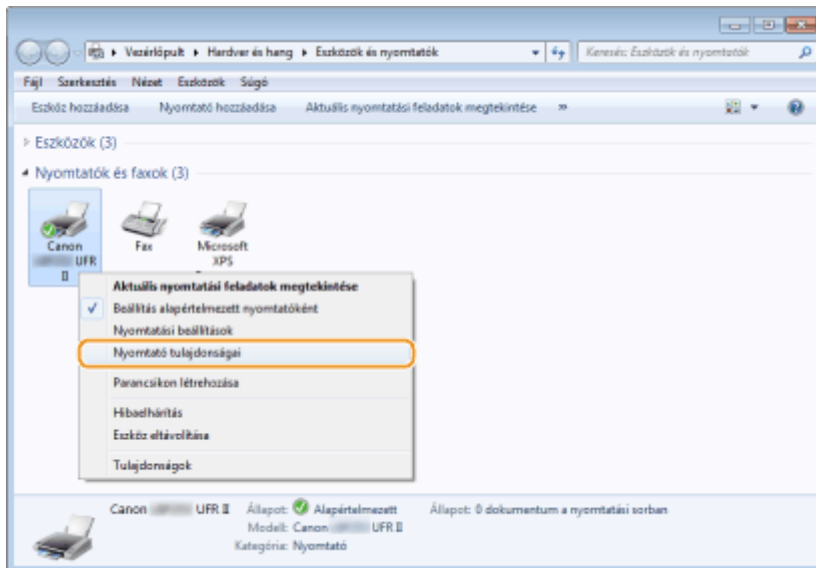 Vezérlőpult ▸ Hardver és hang ▸ Eszközök és nyomtatók
Keresés: Eszközök és nyomtatók
Fájl Szerkesztés Nézet Eszközök Súgó
Eszköz hozzáadása Nyomtató hozzáadása Aktuális nyomtatási feladatok megtekintése »
Eszközök (3)
Nyomtatók és faxok (3)
Canon
UFR
II
Fax
Microsoft
XPS
Aktuális nyomtatási feladatok megtekintése
Beállítás alapértelmezett nyomtatóként
Nyomtatási beállítások
Nyomtató tulajdonságai
Parancsikon létrehozása
Hibaelhárítás
Eszköz eltávolítása
Tulajdonságok
Canon UFR II Állapot: Alapértelmezett Állapot: 0 dokumentum a nyomtatási sorban
Modell: Canon UFR II
Kategória: Nyomtató